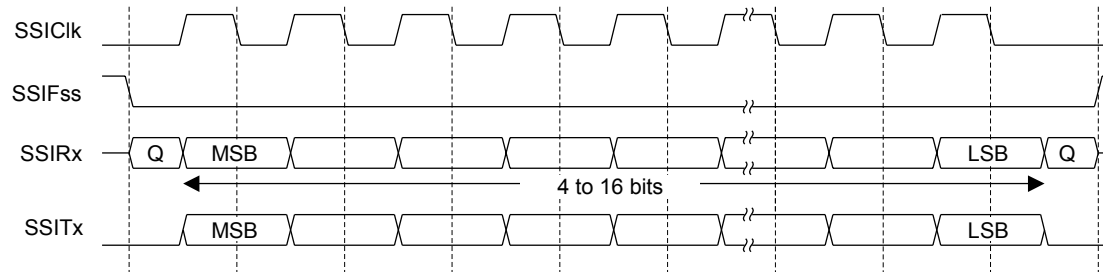 SSIClk
SSIFss
SSIRx Q MSB LSB Q
4 to 16 bits
SSITx MSB LSB